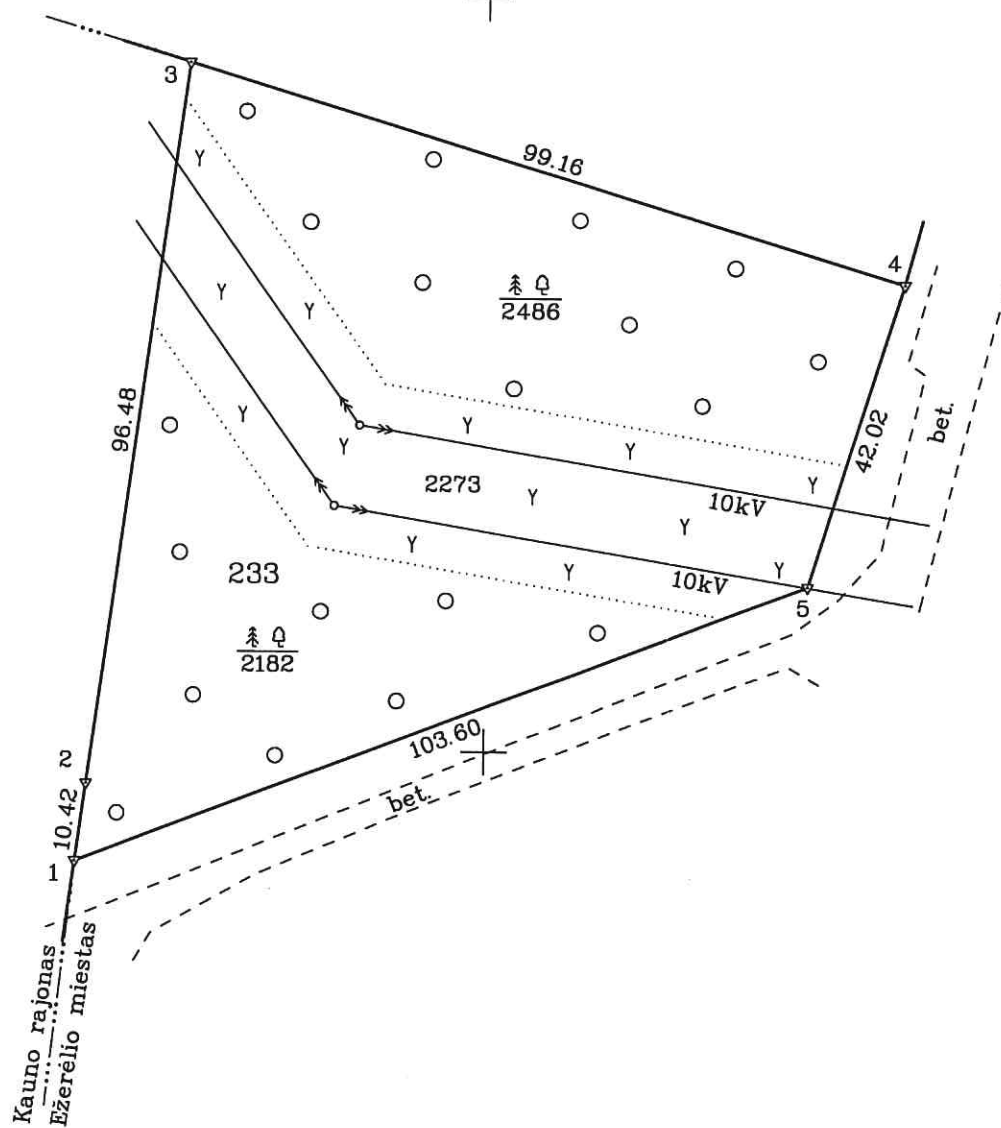 3
99.16
4
2486
bet.
96.48
42.02
2273
10kV
10kV
5
233
2182
103.60
2
10.42
bet.
1
Kauno rajonas
Ežerėlio miestas